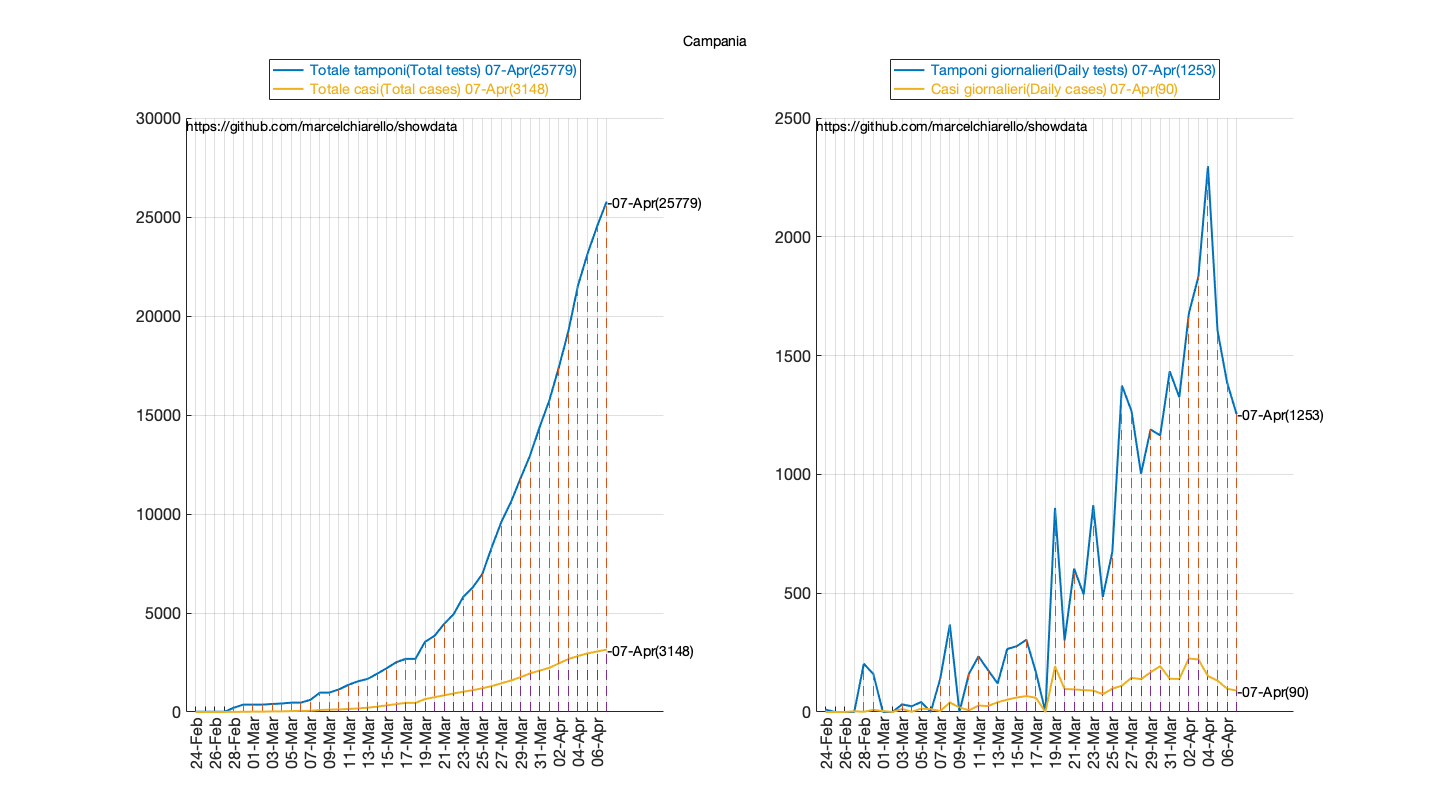 Campania
Totale tamponi(Total tests) 07-Apr(25779)
Totale casi(Total cases) 07-Apr(3148)
https://github.com/marcelchiarello/showdata
30000
25000
20000
15000
10000
5000
0
-07-Apr(25779)
-07-Apr(3148)
24-Feb
26-Feb
28-Feb
01-Mar
03-Mar
05-Mar
07-Mar
09-Mar
11-Mar
13-Mar
15-Mar
17-Mar
19-Mar
21-Mar
23-Mar
25-Mar
27-Mar
29-Mar
31-Mar
02-Apr
04-Apr
06-Apr
Tamponi giornalieri(Daily tests) 07-Apr(1253)
Casi giornalieri(Daily cases) 07-Apr(90)
https://github.com/marcelchiarello/showdata
2500
2000
1500
1000
500
0
-07-Apr(1253)
-07-Apr(90)
24-Feb
26-Feb
28-Feb
01-Mar
03-Mar
05-Mar
07-Mar
09-Mar
11-Mar
13-Mar
15-Mar
17-Mar
19-Mar
21-Mar
23-Mar
25-Mar
27-Mar
29-Mar
31-Mar
02-Apr
04-Apr
06-Apr